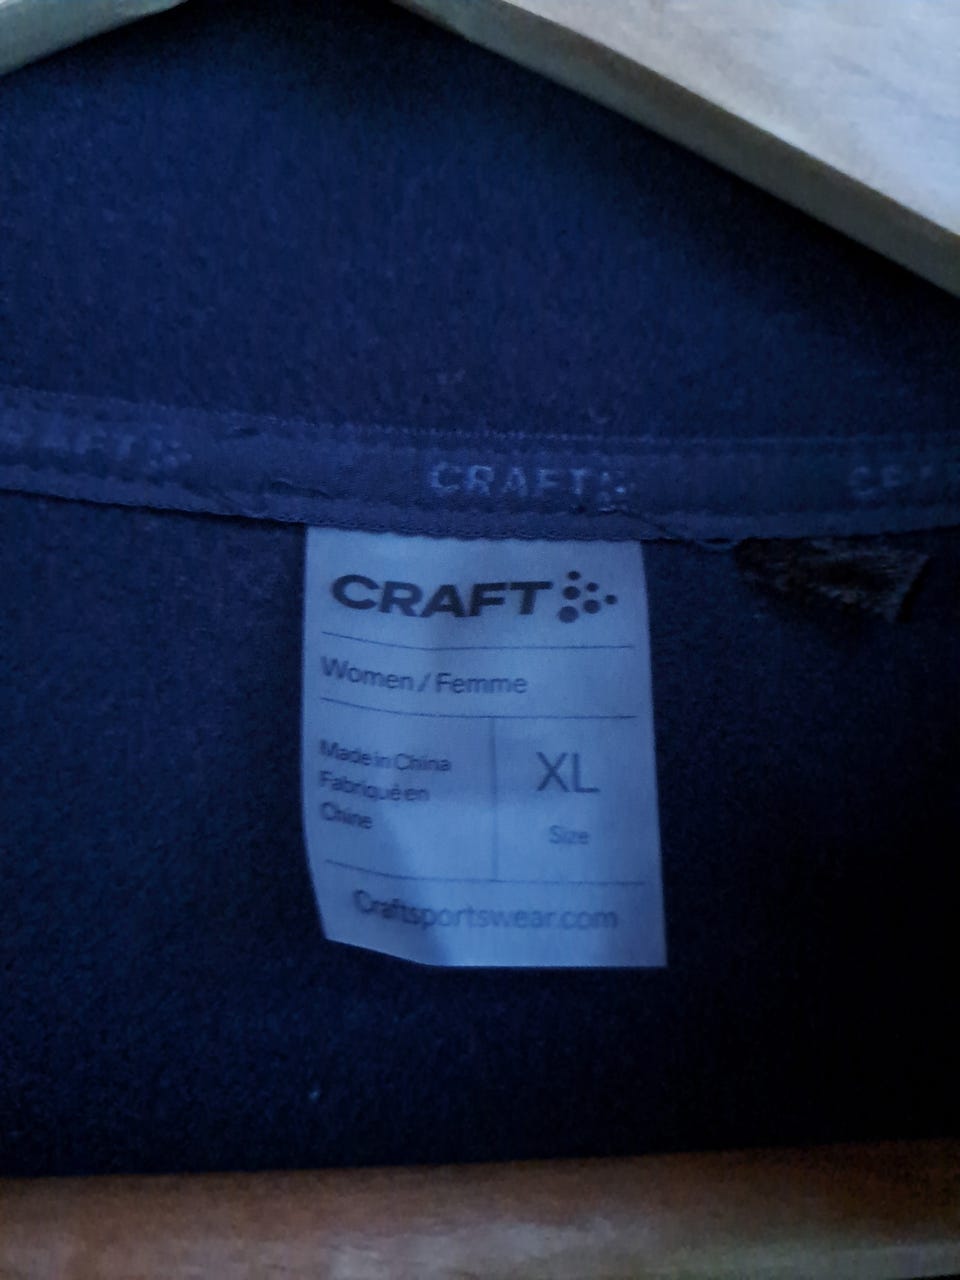 CRAFT
CRAFT
Women / Femme
Made in China
Fabriqué en
Chine
XL
Size
Craftsportswear.com